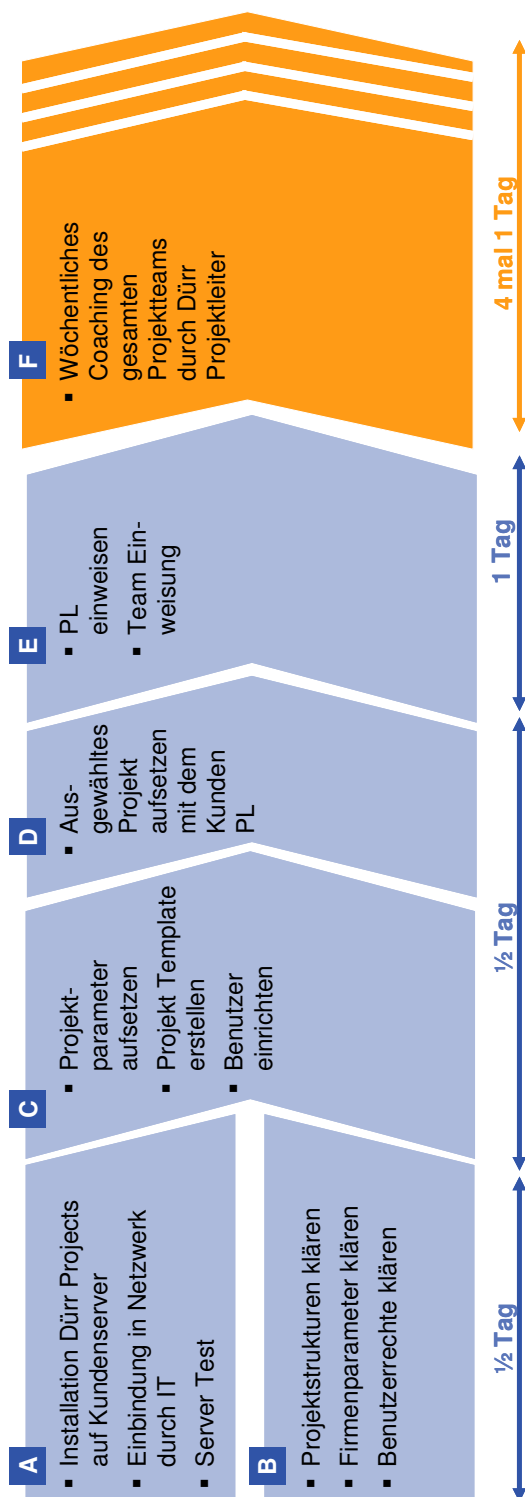 A
▪ Installation Dürr Projects
auf Kundenserver
▪ Einbindung in Netzwerk
durch IT
▪ Server Test
B
▪ Projektstrukturen klären
▪ Firmenparameter klären
▪ Benutzerrechte klären
C
▪ Projekt-
parameter
aufsetzen
▪ Projekt Template
erstellen
▪ Benutzer
einrichten
D
▪ Aus-
gewähltes
Projekt
aufsetzen
mit dem
Kunden
PL
E
▪ PL
einweisen
▪ Team Ein-
weisung
F
▪ Wöchentliches
Coaching des
gesamten
Projektteams
durch Dürr
Projektleiter
½ Tag
½ Tag
1 Tag
4 mal 1 Tag